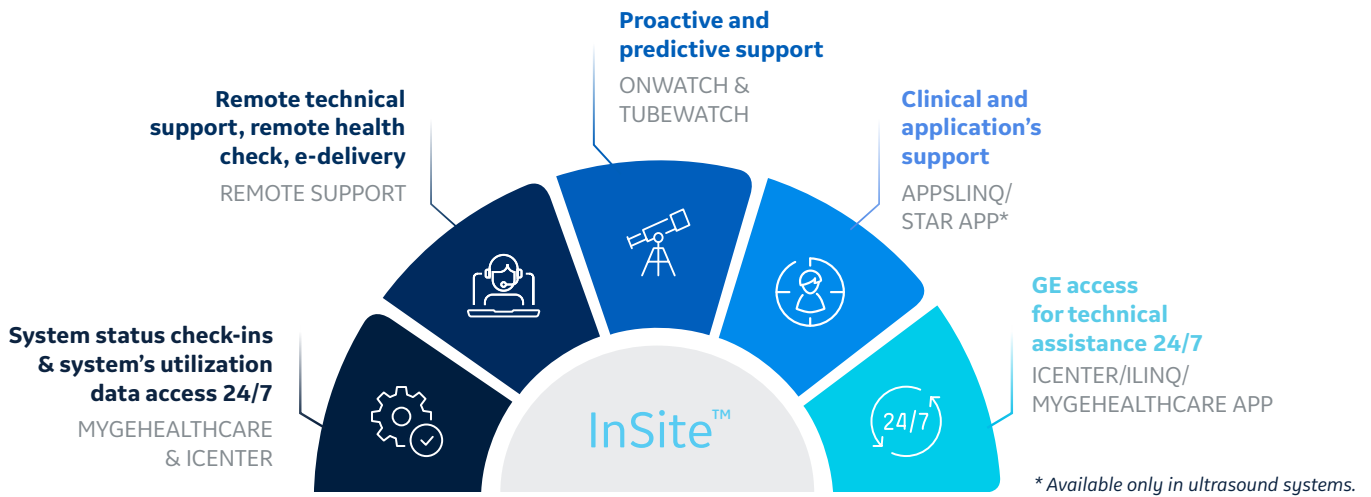 Proactive and
predictive support
ONWATCH &
TUBEWATCH
Remote technical
support, remote health
check, e-delivery
REMOTE SUPPORT
Clinical and
application's
support
APPSLINQ/
STAR APP*
System status check-ins
& system's utilization
data access 24/7
MYGEHEALTHCARE
& ICENTER
GE access
for technical
assistance 24/7
ICENTER/ILINQ/
MYGEHEALTHCARE APP
24/7
InSite™
* Available only in ultrasound systems.